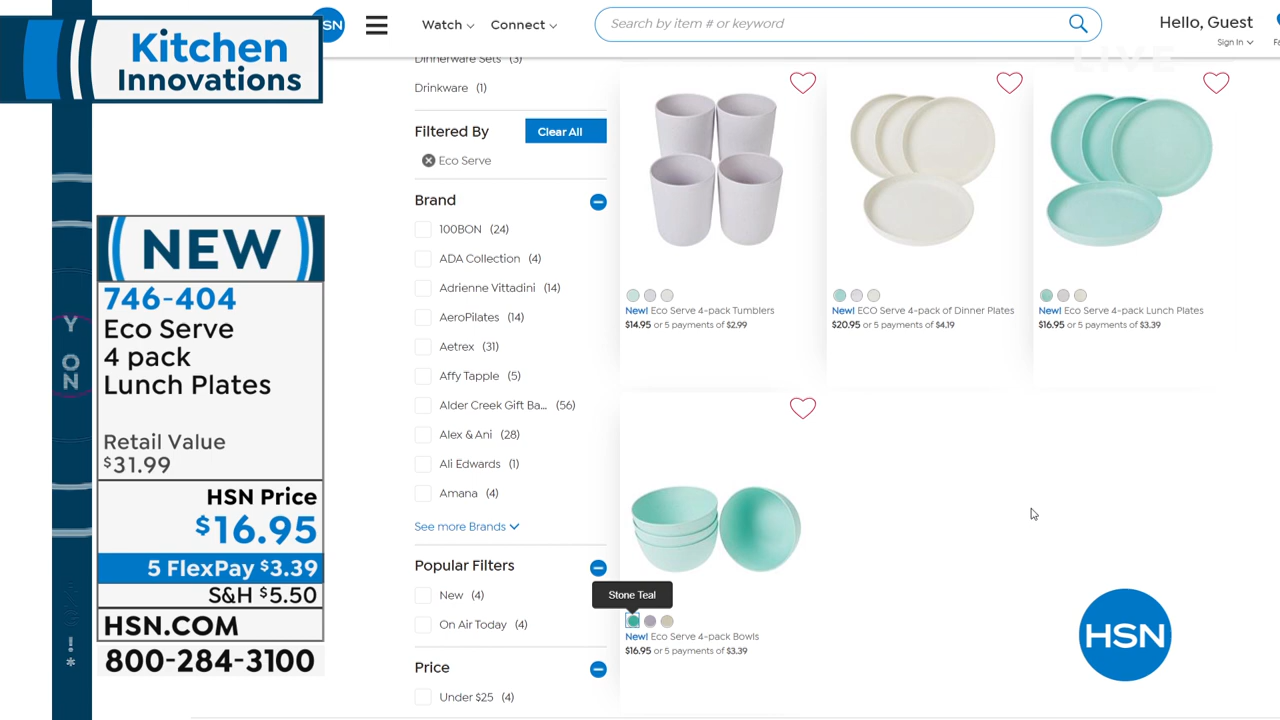 Kitchen
Innovations
SN
Watch
Connect
Search by item # or keyword
Hello, Guest
Sign In
LIVE
Dinnerware Sets (3)
Drinkware (1)
Filtered By
Clear All
Eco Serve
Brand
100BON (24)
ADA Collection (4)
Adrienne Vittadini (14)
AeroPilates (14)
Aetrex (31)
Affy Tapple (5)
Alder Creek Gift Ba... (56)
Alex & Ani (28)
Ali Edwards (1)
Amana (4)
See more Brands
Popular Filters
New (4)
On Air Today (4)
Price
Under $25 (4)
New! Eco Serve 4-pack Tumblers
$14.95 or 5 payments of $2.99
New! ECO Serve 4-pack of Dinner Plates
$20.95 or 5 payments of $4.19
New! Eco Serve 4-pack Lunch Plates
$16.95 or 5 payments of $3.39
Stone Teal
New! Eco Serve 4-pack Bowls
$16.95 or 5 payments of $3.39
NEW
746-404
Eco Serve
4 pack
Lunch Plates
Retail Value
$31.99
HSN Price
$16.95
5 FlexPay $3.39
S&H $5.50
HSN.COM
800-284-3100
Y ON
HSN